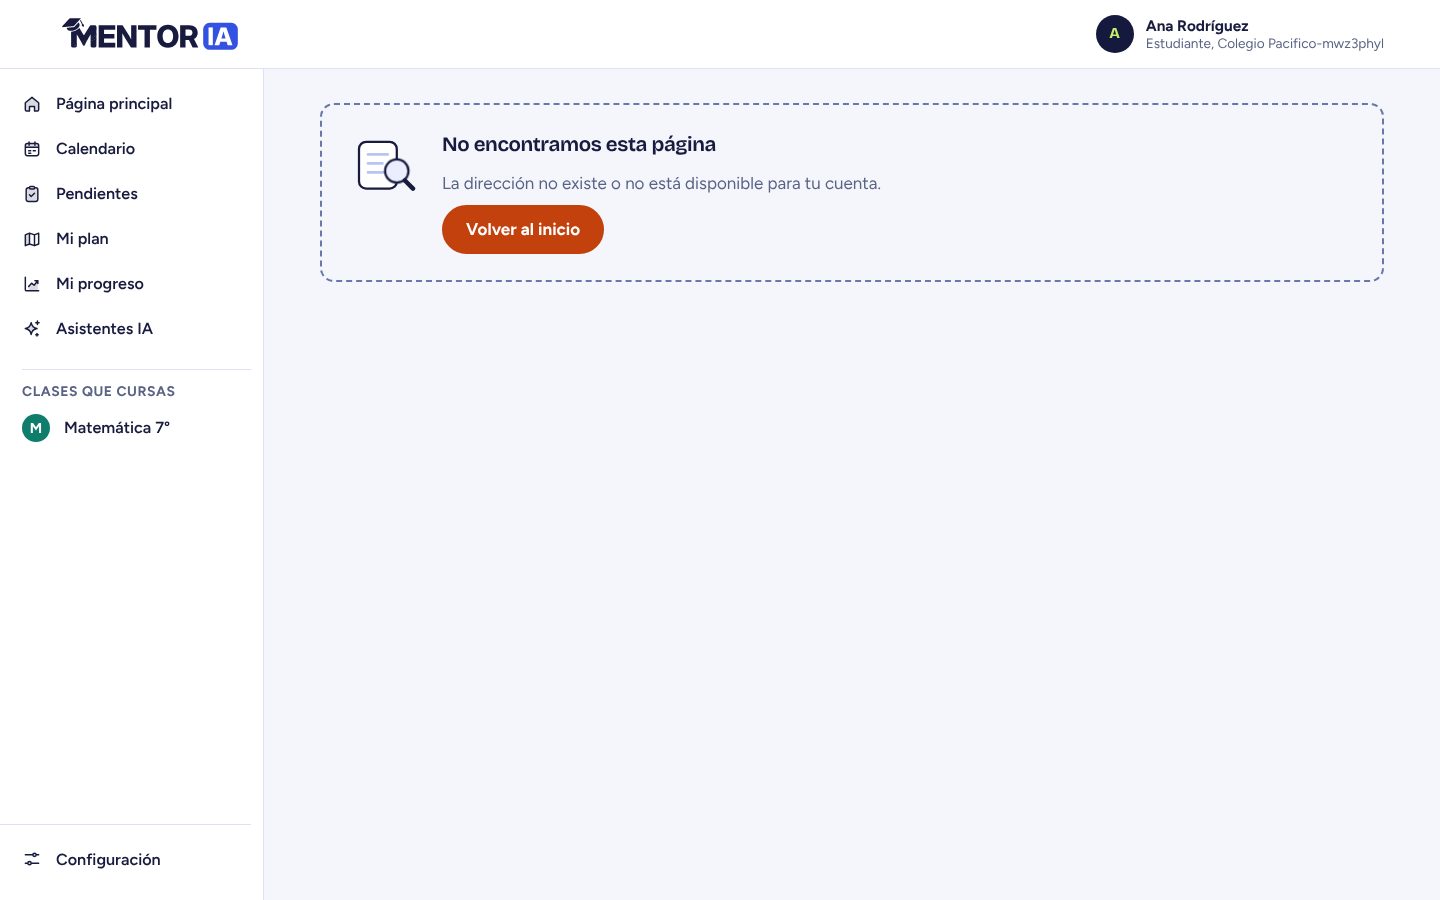 MENTOR IA
A
Ana Rodríguez
Estudiante, Colegio Pacifico-mwz3phyl
Página principal
Calendario
Pendientes
Mi plan
Mi progreso
Asistentes IA
CLASES QUE CURSAS
M Matemática 7°
Configuración
No encontramos esta página
La dirección no existe o no está disponible para tu cuenta.
Volver al inicio